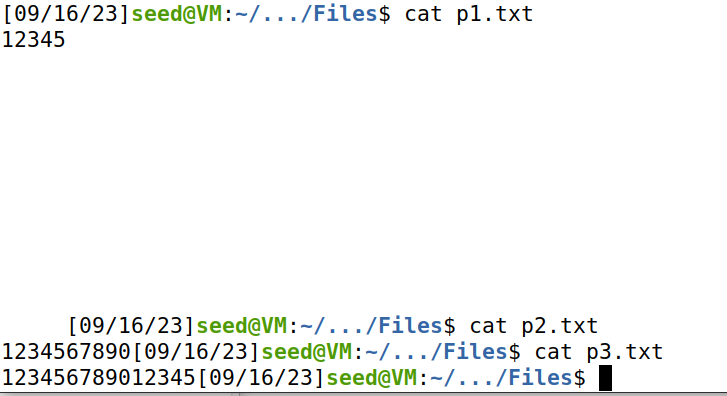 [09/16/23]seed@VM:~/.../Files$ cat p1.txt
12345
[09/16/23]seed@VM:~/.../Files$ cat p2.txt
1234567890[09/16/23]seed@VM:~/.../Files$ cat p3.txt
123456789012345[09/16/23]seed@VM:~/.../Files$